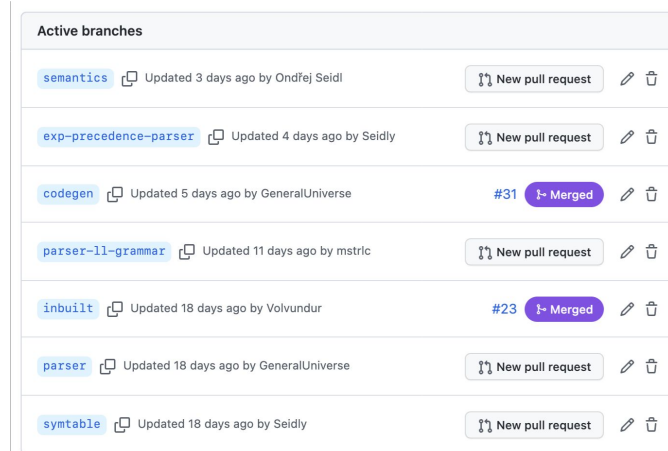 Active branches
semantics Updated 3 days ago by Ondřej Seidl New pull request
exp-precedence-parser Updated 4 days ago by Seidly New pull request
codegen Updated 5 days ago by GeneralUniverse #31 Merged
parser-ll-grammar Updated 11 days ago by mstrlc New pull request
inbuilt Updated 18 days ago by Volvundur #23 Merged
parser Updated 18 days ago by GeneralUniverse New pull request
symtable Updated 18 days ago by Seidly New pull request